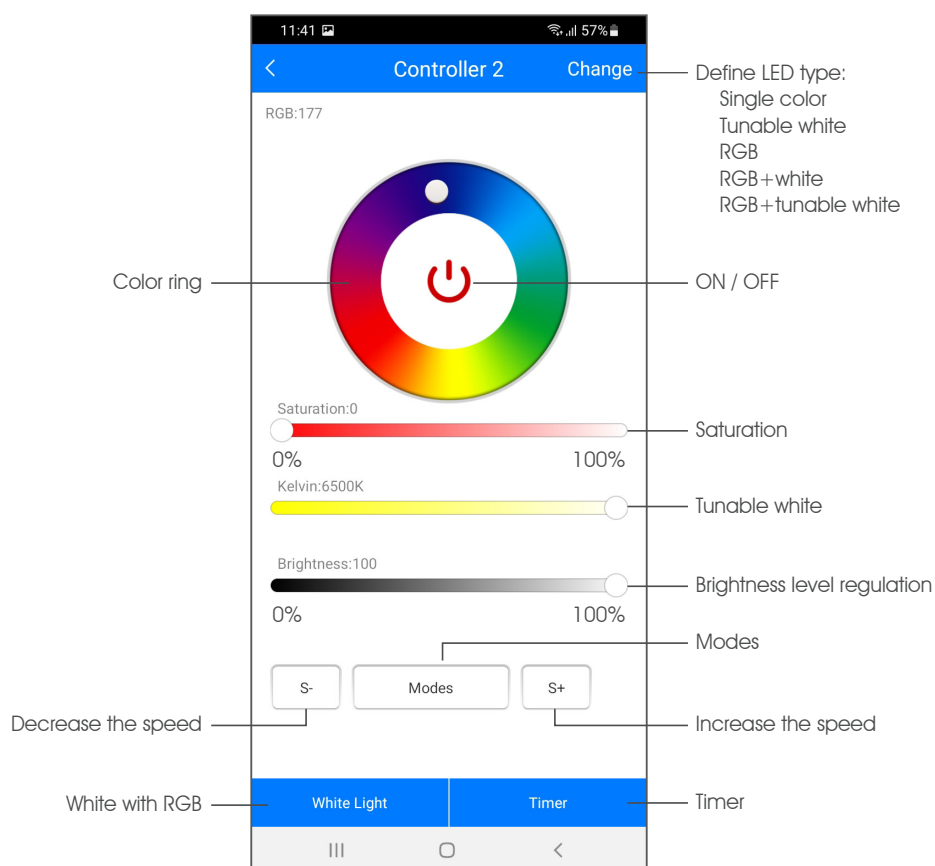 11:41 57%
Controller 2 Change
Define LED type:
Single color
Tunable white
RGB
RGB+white
RGB+tunable white
RGB:177
Color ring
ON / OFF
Saturation:0
Saturation
0% 100%
Kelvin:6500K
Tunable white
Brightness:100
Brightness level regulation
0% 100%
Modes
S- Modes S+
Decrease the speed
Increase the speed
White with RGB
White Light Timer
Timer